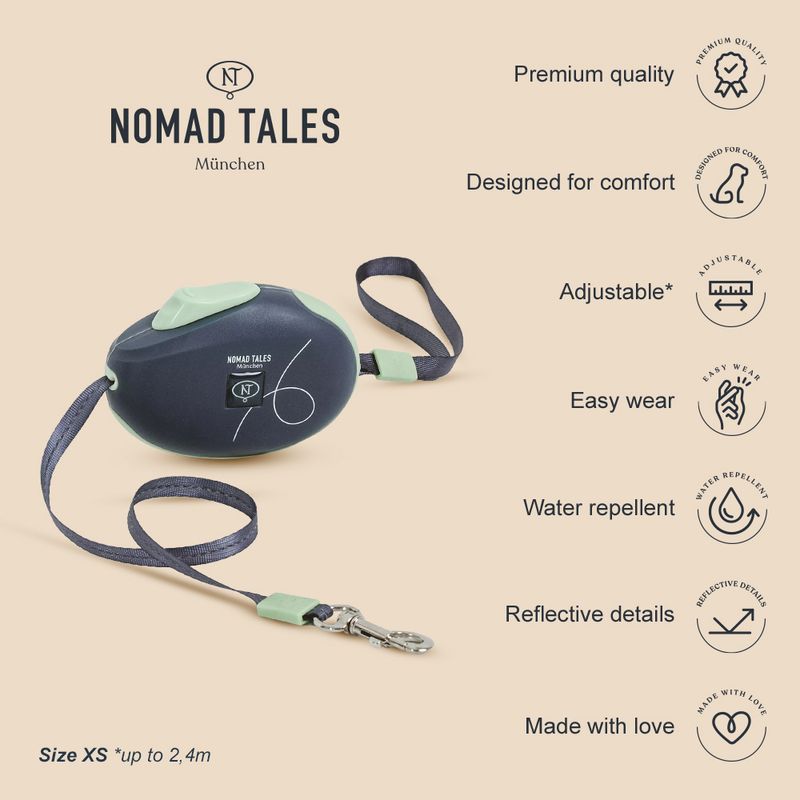 NT
NOMAD TALES
München
Premium quality
PREMIUM QUALITY
Designed for comfort
DESIGNED FOR COMFORT
Adjustable*
ADJUSTABLE
Easy wear
EASY WEAR
NOMAD TALES
München
NT
Water repellent
WATER REPELLENT
Reflective details
REFLECTIVE DETAILS
Made with love
MADE WITH LOVE
Size XS *up to 2,4m